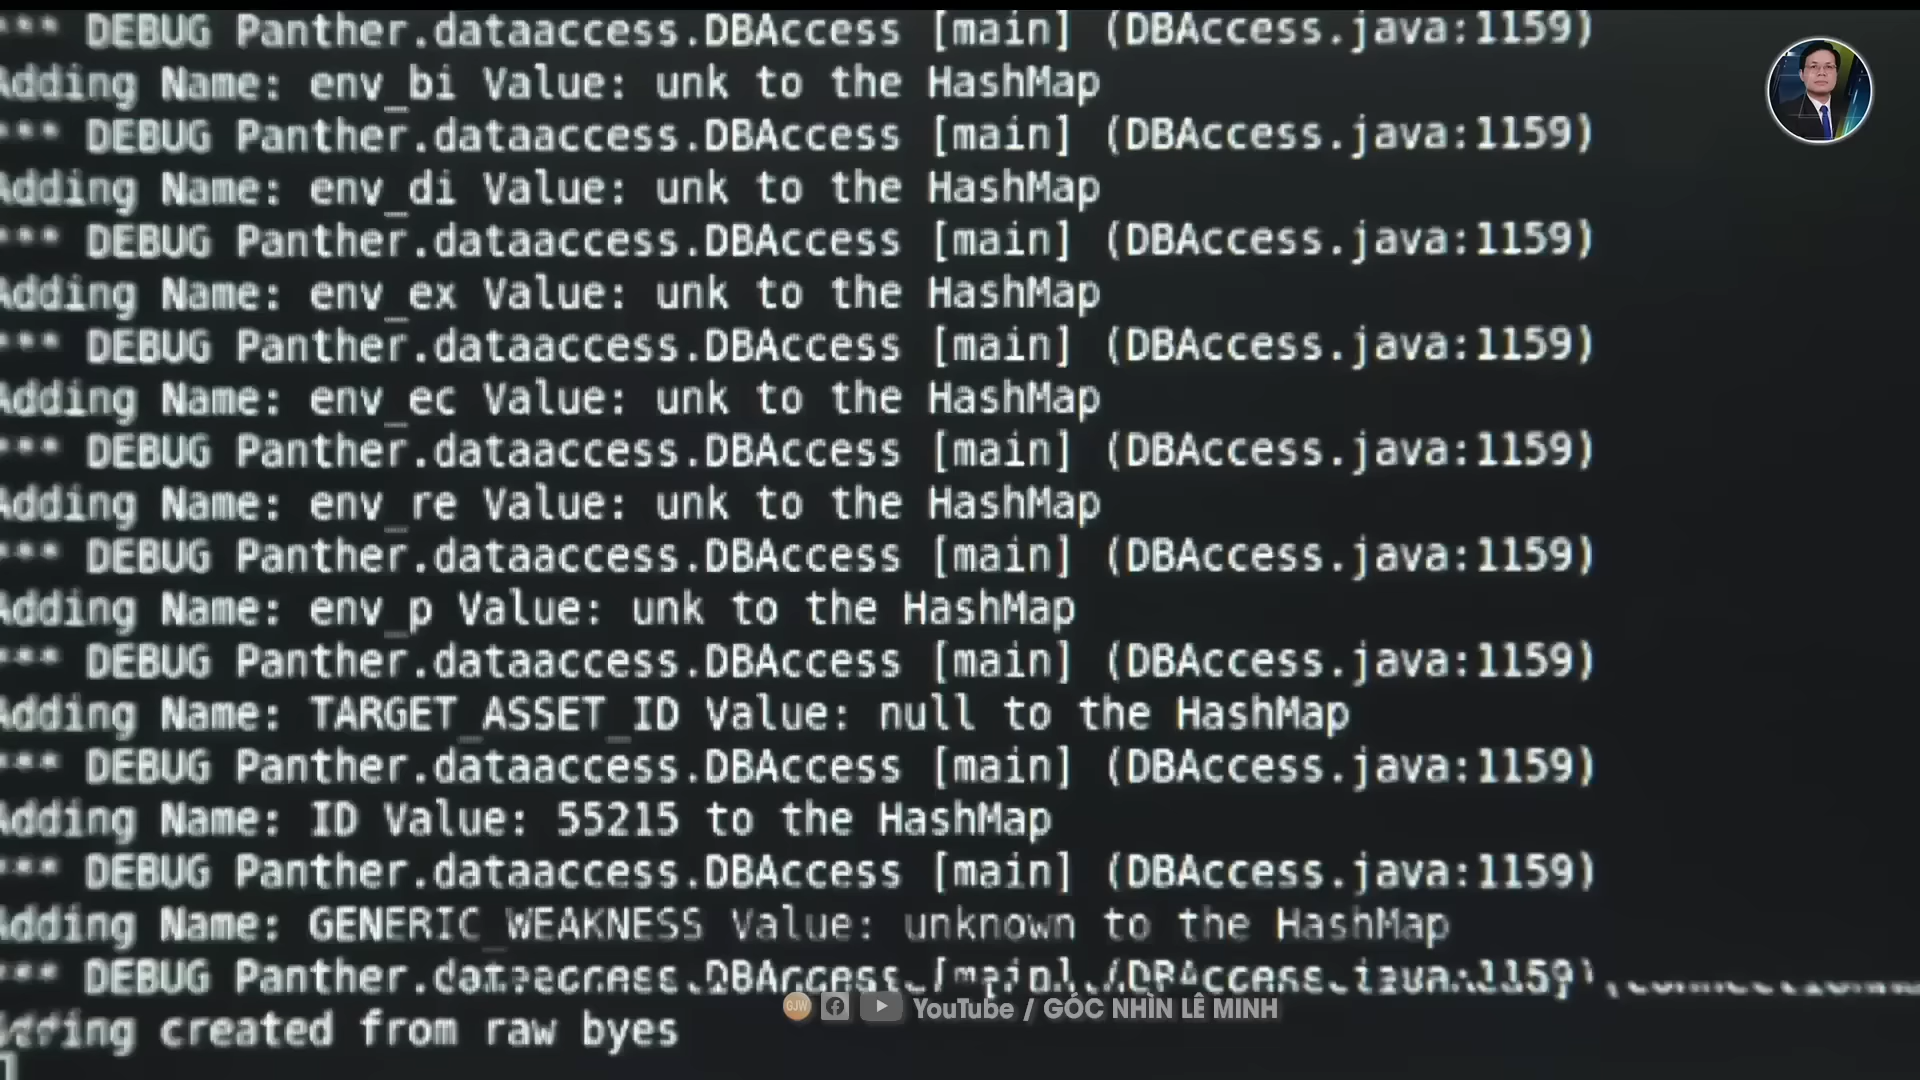 *** DEBUG Panther.dataaccess.DBAccess [main] (DBAccess.java:1159)
Adding Name: env_bi Value: unk to the HashMap
*** DEBUG Panther.dataaccess.DBAccess [main] (DBAccess.java:1159)
Adding Name: env_di Value: unk to the HashMap
*** DEBUG Panther.dataaccess.DBAccess [main] (DBAccess.java:1159)
Adding Name: env_ex Value: unk to the HashMap
*** DEBUG Panther.dataaccess.DBAccess [main] (DBAccess.java:1159)
Adding Name: env_ec Value: unk to the HashMap
*** DEBUG Panther.dataaccess.DBAccess [main] (DBAccess.java:1159)
Adding Name: env_re Value: unk to the HashMap
*** DEBUG Panther.dataaccess.DBAccess [main] (DBAccess.java:1159)
Adding Name: env_p Value: unk to the HashMap
*** DEBUG Panther.dataaccess.DBAccess [main] (DBAccess.java:1159)
Adding Name: TARGET_ASSET_ID Value: null to the HashMap
*** DEBUG Panther.dataaccess.DBAccess [main] (DBAccess.java:1159)
Adding Name: ID Value: 55215 to the HashMap
*** DEBUG Panther.dataaccess.DBAccess [main] (DBAccess.java:1159)
Adding Name: GENERIC_WEAKNESS Value: unknown to the HashMap
*** DEBUG Panther.dataaccess.DBAccess [main] (DBAccess.java:1159)
created from raw byes
GJW YouTube / GÓC NHÌN LÊ MINH